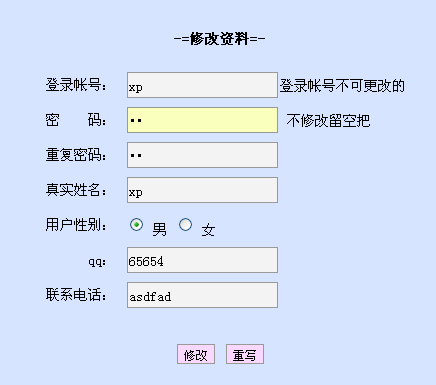 -=修改资料=-
登录帐号： xp 登录帐号不可更改的
密 码： •• 不修改留空把
重复密码： ••
真实姓名： xp
用户性别： 男 女
qq： 65654
联系电话： asdfad
修改 重写